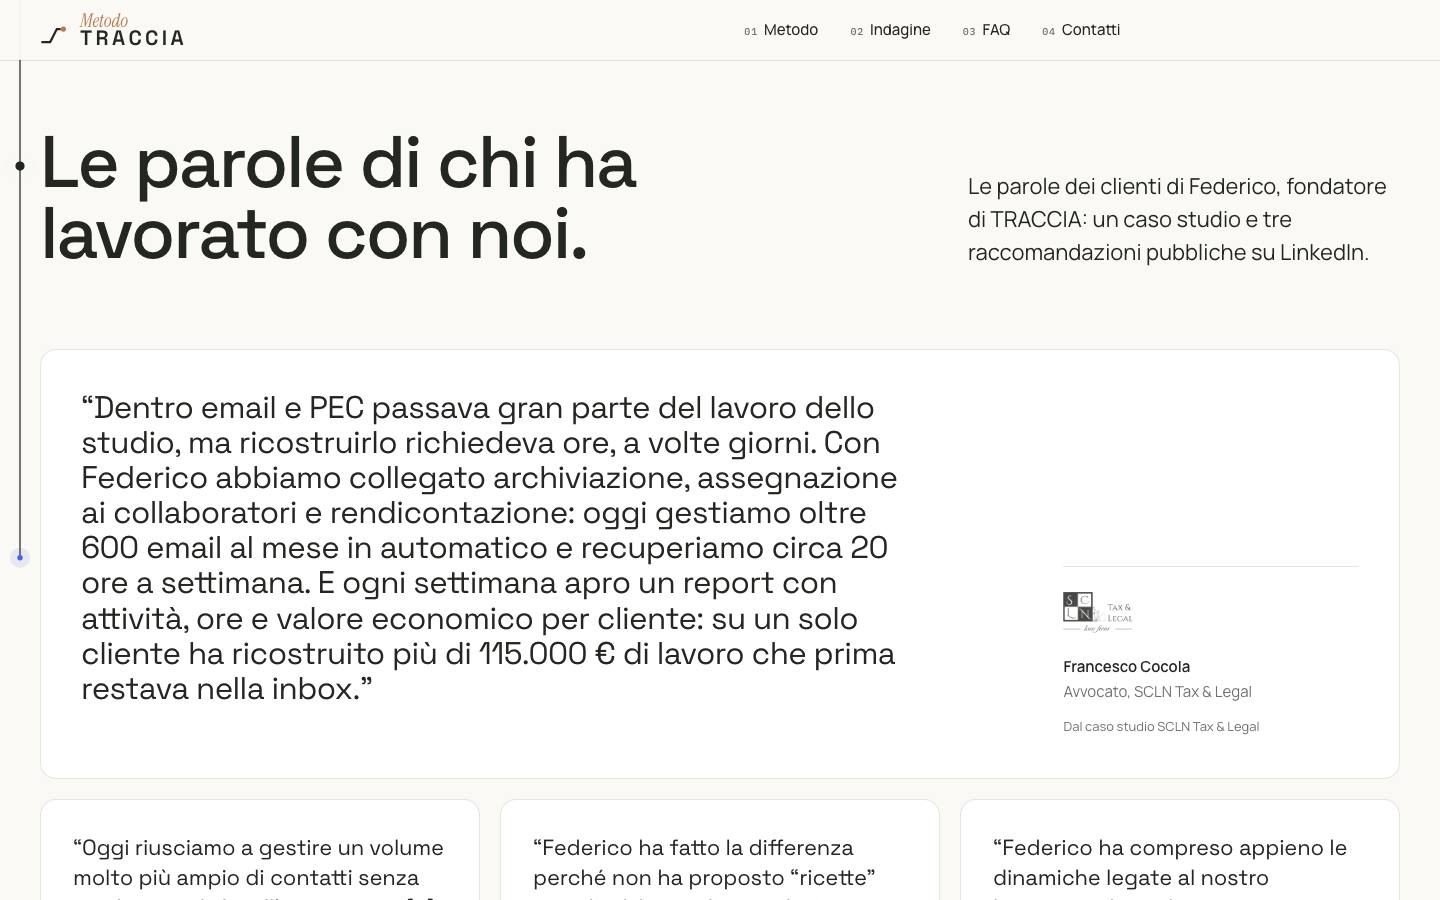 Metodo
TRACCIA
01 Metodo
02 Indagine
03 FAQ
04 Contatti
Le parole di chi ha
lavorato con noi.
Le parole dei clienti di Federico, fondatore
di TRACCIA: un caso studio e tre
raccomandazioni pubbliche su LinkedIn.
“Dentro email e PEC passava gran parte del lavoro dello
studio, ma ricostruirlo richiedeva ore, a volte giorni. Con
Federico abbiamo collegato archiviazione, assegnazione
ai collaboratori e rendicontazione: oggi gestiamo oltre
600 email al mese in automatico e recuperiamo circa 20
ore a settimana. E ogni settimana apro un report con
attività, ore e valore economico per cliente: su un solo
cliente ha ricostruito più di 115.000 € di lavoro che prima
restava nella inbox.”
SC
LN
TAX &
LEGAL
law firm
Francesco Cocola
Avvocato, SCLN Tax & Legal
Dal caso studio SCLN Tax & Legal
“Oggi riusciamo a gestire un volume
molto più ampio di contatti senza
“Federico ha fatto la differenza
perché non ha proposto “ricette”
“Federico ha compreso appieno le
dinamiche legate al nostro